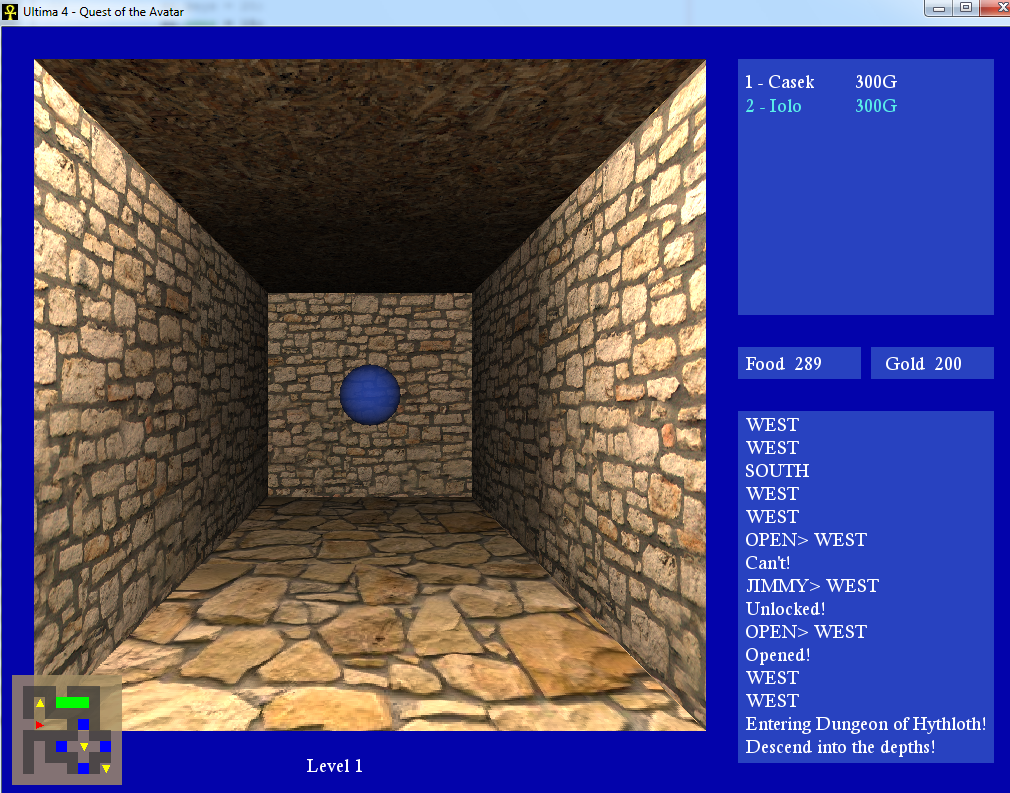 Ultima 4 - Quest of the Avatar
1 - Casek 300G
2 - Iolo 300G
Food 289 Gold 200
WEST
WEST
SOUTH
WEST
WEST
OPEN> WEST
Can't!
JIMMY> WEST
Unlocked!
OPEN> WEST
Opened!
WEST
WEST
Entering Dungeon of Hythloth!
Descend into the depths!
Level 1